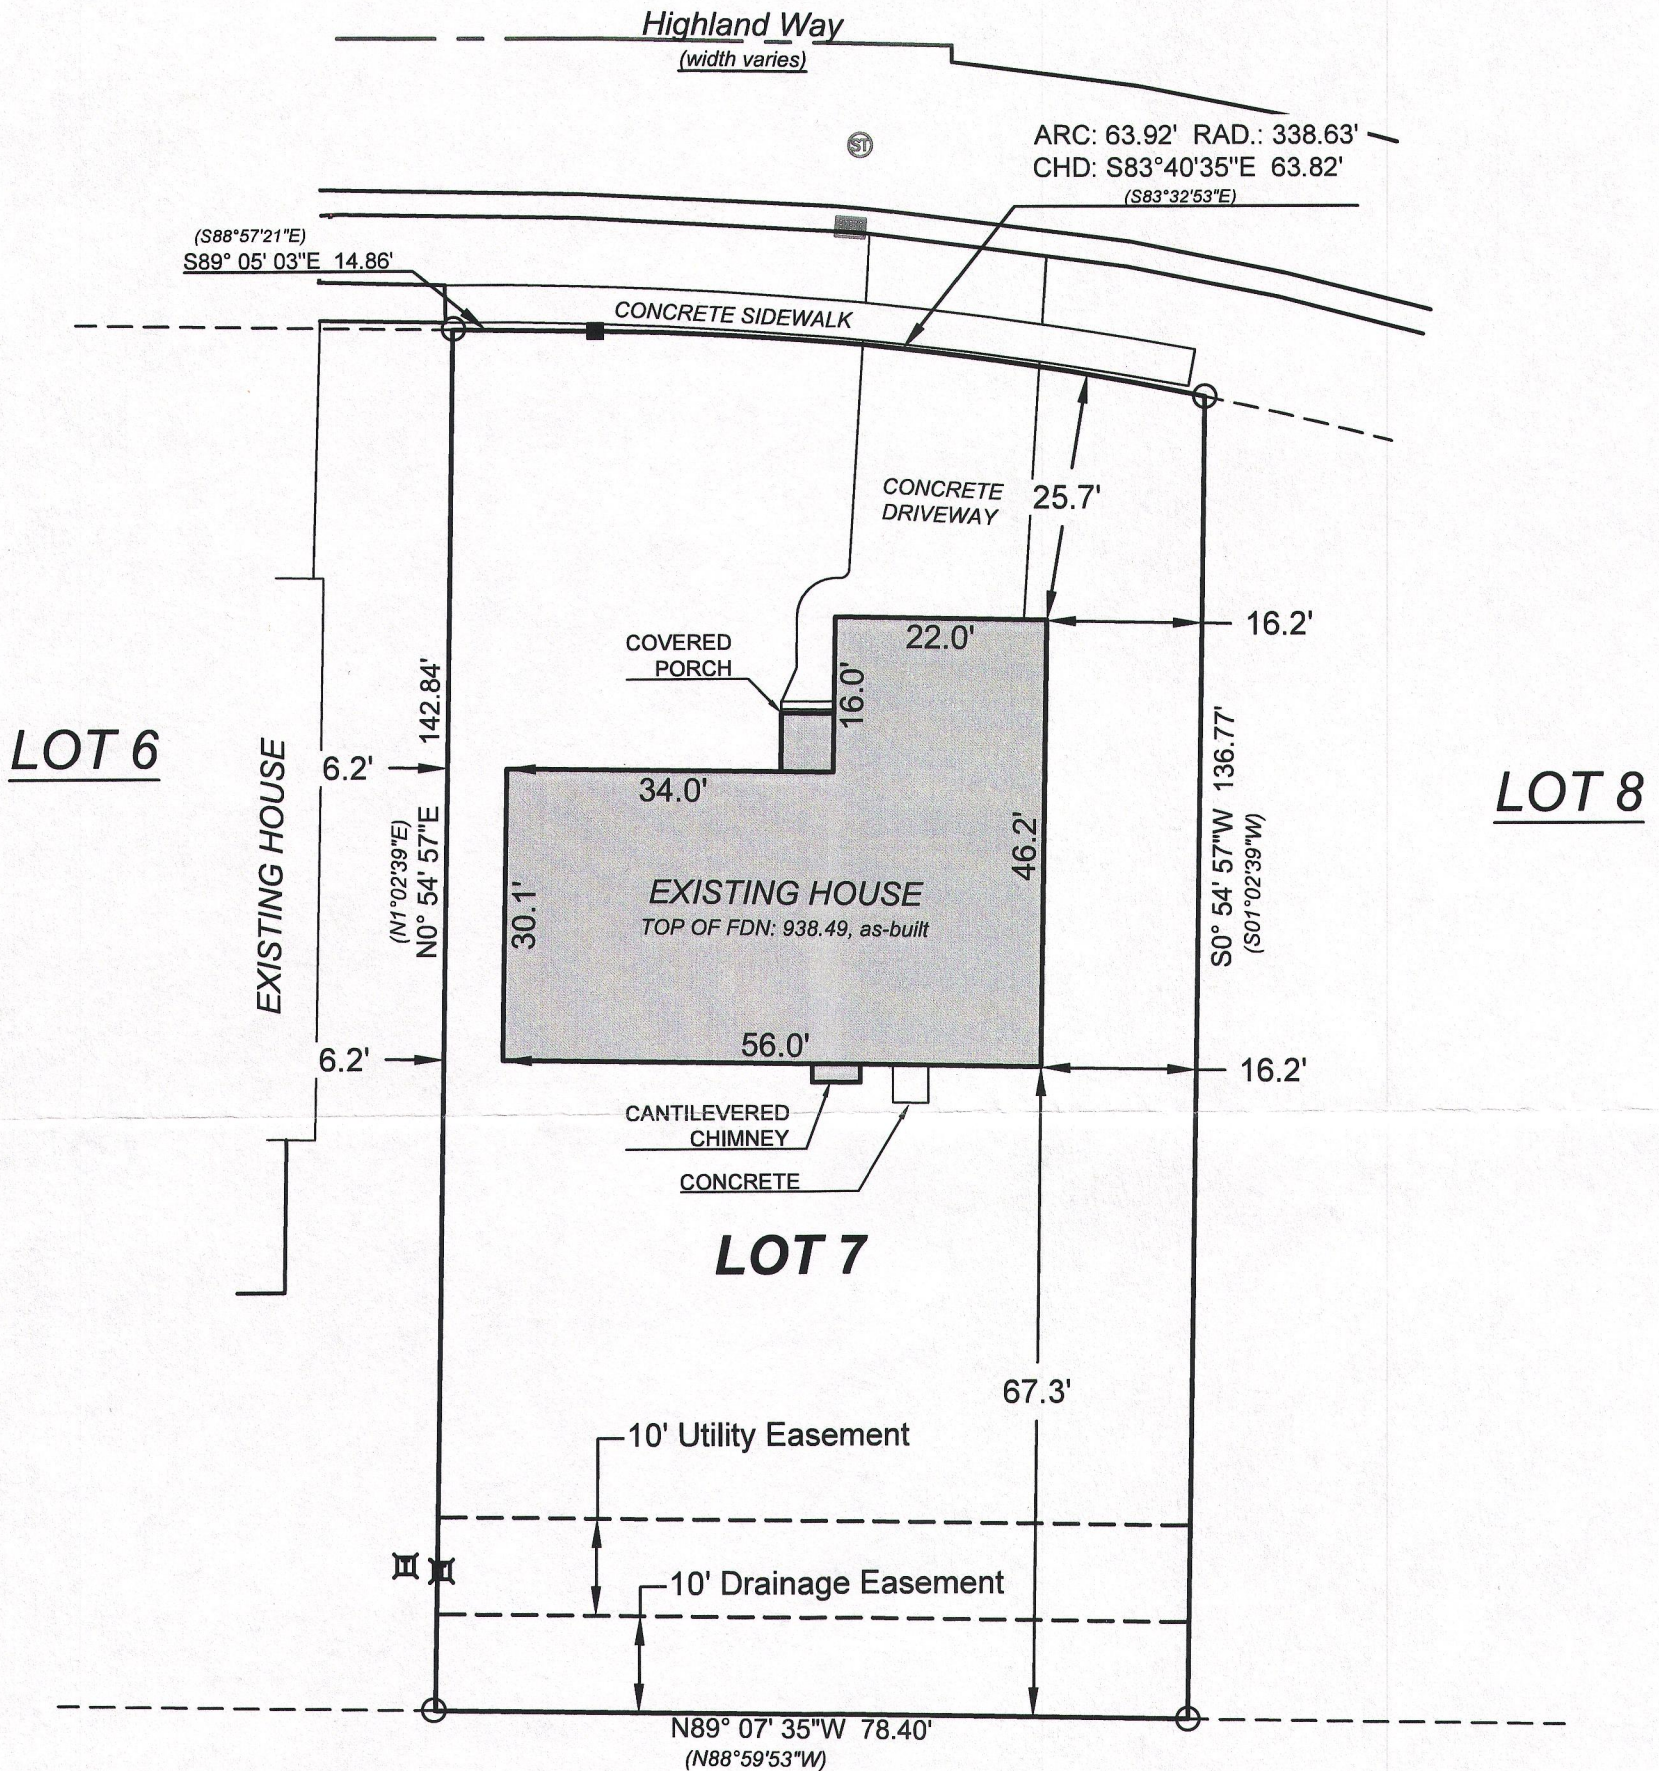 Highland Way
(width varies)
ARC: 63.92' RAD.: 338.63'
CHD: S83°40'35"E 63.82'
(S83°32'53"E)
ST
(S88°57'21"E)
S89° 05' 03"E 14.86'
CONCRETE SIDEWALK
CONCRETE
DRIVEWAY
25.7'
22.0'
16.2'
COVERED
PORCH
16.0'
142.84'
N0° 54' 57"E
(N1°02'39"E)
LOT 6
EXISTING HOUSE
6.2'
34.0'
S0° 54' 57"W 136.77'
(S01°02'39"W)
LOT 8
46.2'
30.1'
EXISTING HOUSE
TOP OF FDN: 938.49, as-built
56.0'
6.2'
16.2'
CANTILEVERED
CHIMNEY
CONCRETE
LOT 7
67.3'
10' Utility Easement
10' Drainage Easement
N89° 07' 35"W 78.40'
(N88°59'53"W)